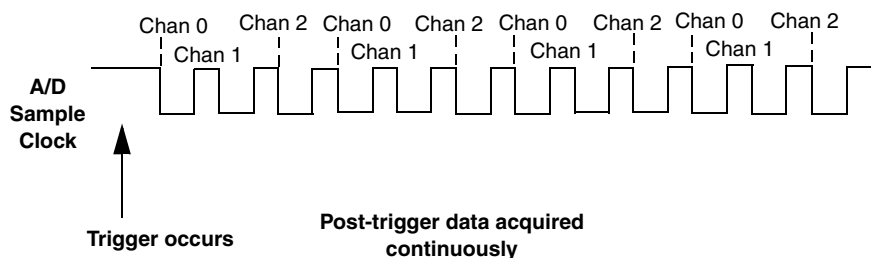 Chan 0 Chan 2 Chan 0 Chan 2 Chan 0 Chan 2 Chan 0 Chan 2
Chan 1 Chan 1 Chan 1 Chan 1
A/D
Sample
Clock
Trigger occurs
Post-trigger data acquired
continuously